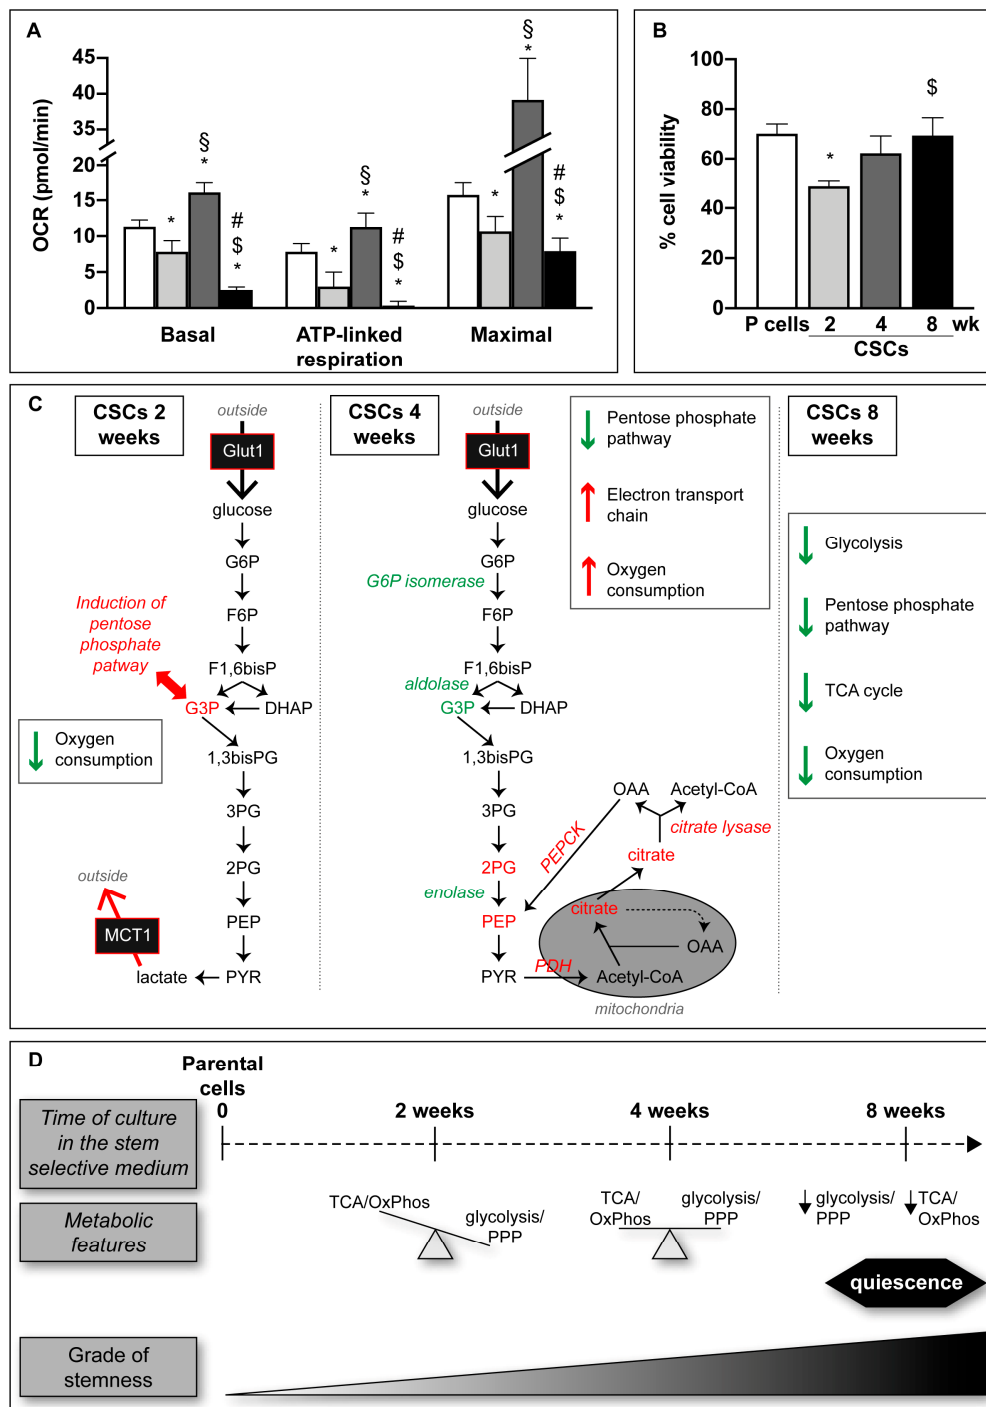 A
OCR (pmol/min)
45
40
35
20
15
10
5
0
§
*
*
#
$
*
§
*
*
#
$
*
§
*
*
#
$
*
Basal
ATP-linked
respiration
Maximal
B
% cell viability
100
80
60
40
20
0
*
$
P cells 2 4 8 wk
CSCs
C
CSCs 2
weeks
outside
Glut1
glucose
G6P
F6P
F1,6bisP
Induction of
pentose
phosphate
patway
G3P
DHAP
1,3bisPG
3PG
2PG
PEP
PYR
lactate
MCT1
outside
Oxygen
consumption
CSCs 4
weeks
outside
Glut1
glucose
G6P
G6P isomerase
F6P
F1,6bisP
aldolase
G3P
DHAP
1,3bisPG
3PG
2PG
enolase
PEP
PYR
PDH
PEPCK
OAA
Acetyl-CoA
citrate lysase
citrate
citrate
OAA
Acetyl-CoA
mitochondria
Pentose phosphate
pathway
Electron transport
chain
Oxygen
consumption
CSCs 8
weeks
Glycolysis
Pentose phosphate
pathway
TCA cycle
Oxygen
consumption
D
Parental
cells
0
2 weeks
4 weeks
8 weeks
Time of culture
in the stem
selective medium
Metabolic
features
TCA/OxPhos
glycolysis/
PPP
TCA/
OxPhos
glycolysis/
PPP
glycolysis/
PPP
TCA/
OxPhos
quiescence
Grade of
stemness